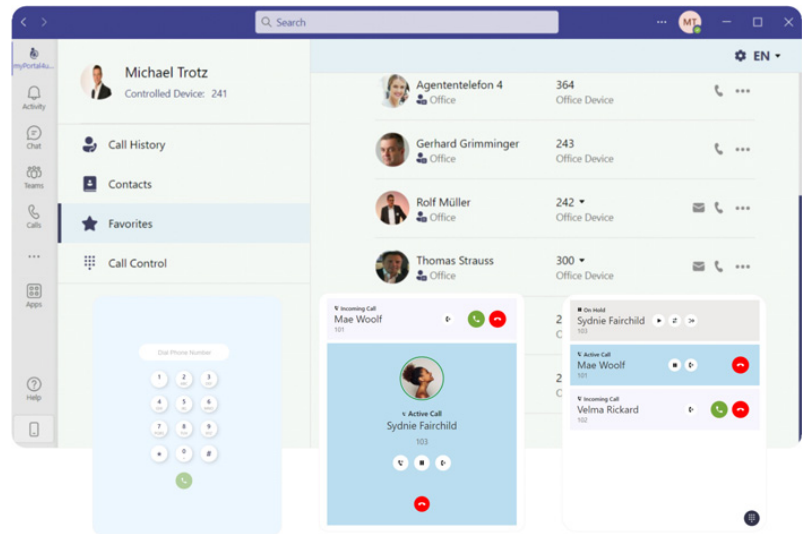 Search
MT
myPortal4u...
Activity
Chat
Teams
Calls
Apps
Help
Michael Trotz
Controlled Device: 241
Call History
Contacts
Favorites
Call Control
EN
Agententelefon 4
Office
364
Office Device
Gerhard Grimminger
Office
243
Office Device
Rolf Müller
Office
242
Office Device
Thomas Strauss
Office
300
Office Device
2
C
2
C
Dial Phone Number
1
2
3
4
5
6
7
8
9
*
0
#
Incoming Call
Mae Woolf
101
Active Call
Sydnie Fairchild
103
On Hold
Sydnie Fairchild
103
Active Call
Mae Woolf
101
Incoming Call
Velma Rickard
102